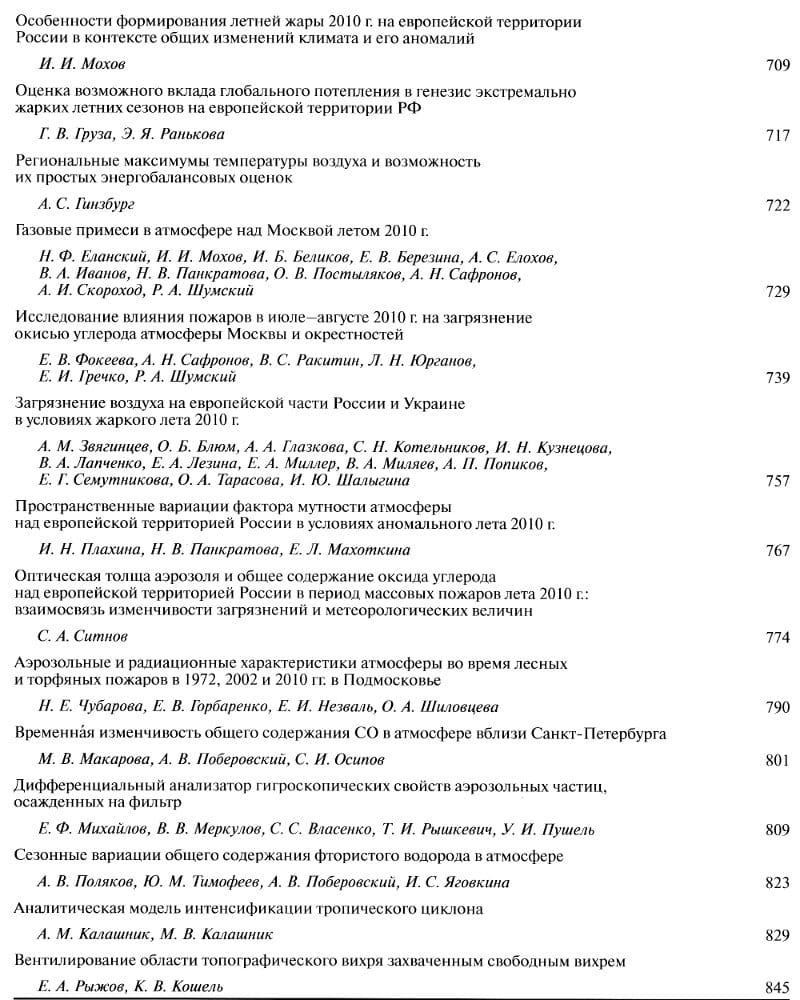 Особенности формирования летней жары 2010 г. на европейской территории
России в контексте общих изменений климата и его аномалий
И. И. Мохов 709
Оценка возможного вклада глобального потепления в генезис экстремально
жарких летних сезонов на европейской территории РФ
Г. В. Груза, Э. Я. Ранькова 717
Региональные максимумы температуры воздуха и возможность
их простых энергобалансовых оценок
А. С. Гинзбург 722
Газовые примеси в атмосфере над Москвой летом 2010 г.
Н. Ф. Еланский, И. И. Мохов, И. Б. Беликов, Е. В. Березина, А. С. Елохов,
В. А. Иванов, Н. В. Панкратова, О. В. Постыляков, А. Н. Сафронов,
А. И. Скороход, Р. А. Шумский 729
Исследование влияния пожаров в июле–августе 2010 г. на загрязнение
окисью углерода атмосферы Москвы и окрестностей
Е. В. Фокеева, А. Н. Сафронов, В. С. Ракитин, Л. Н. Юрганов,
Е. И. Гречко, Р. А. Шумский 739
Загрязнение воздуха на европейской части России и Украине
в условиях жаркого лета 2010 г.
А. М. Звягинцев, О. Б. Блюм, А. А. Глазкова, С. Н. Котельников, И. Н. Кузнецова,
В. А. Лапченко, Е. А. Лезина, Е. А. Миллер, В. А. Миляев, А. П. Попиков,
Е. Г. Семутникова, О. А. Тарасова, И. Ю. Шалыгина 757
Пространственные вариации фактора мутности атмосферы
над европейской территорией России в условиях аномального лета 2010 г.
И. Н. Плахина, Н. В. Панкратова, Е. Л. Махоткина 767
Оптическая толща аэрозоля и общее содержание оксида углерода
над европейской территорией России в период массовых пожаров лета 2010 г.:
взаимосвязь изменчивости загрязнений и метеорологических величин
С. А. Ситнов 774
Аэрозольные и радиационные характеристики атмосферы во время лесных
и торфяных пожаров в 1972, 2002 и 2010 гг. в Подмосковье
Н. Е. Чубарова, Е. В. Горбаренко, Е. И. Незваль, О. А. Шиловцева 790
Временна́я изменчивость общего содержания СО в атмосфере вблизи Санкт-Петербурга
М. В. Макарова, А. В. Поберовский, С. И. Осипов 801
Дифференциальный анализатор гигроскопических свойств аэрозольных частиц,
осажденных на фильтр
Е. Ф. Михайлов, В. В. Меркулов, С. С. Власенко, Т. И. Рышкевич, У. И. Пушель 809
Сезонные вариации общего содержания фтористого водорода в атмосфере
А. В. Поляков, Ю. М. Тимофеев, А. В. Поберовский, И. С. Яговкина 823
Аналитическая модель интенсификации тропического циклона
А. М. Калашник, М. В. Калашник 829
Вентилирование области топографического вихря захваченным свободным вихрем
Е. А. Рыжов, К. В. Кошель 845